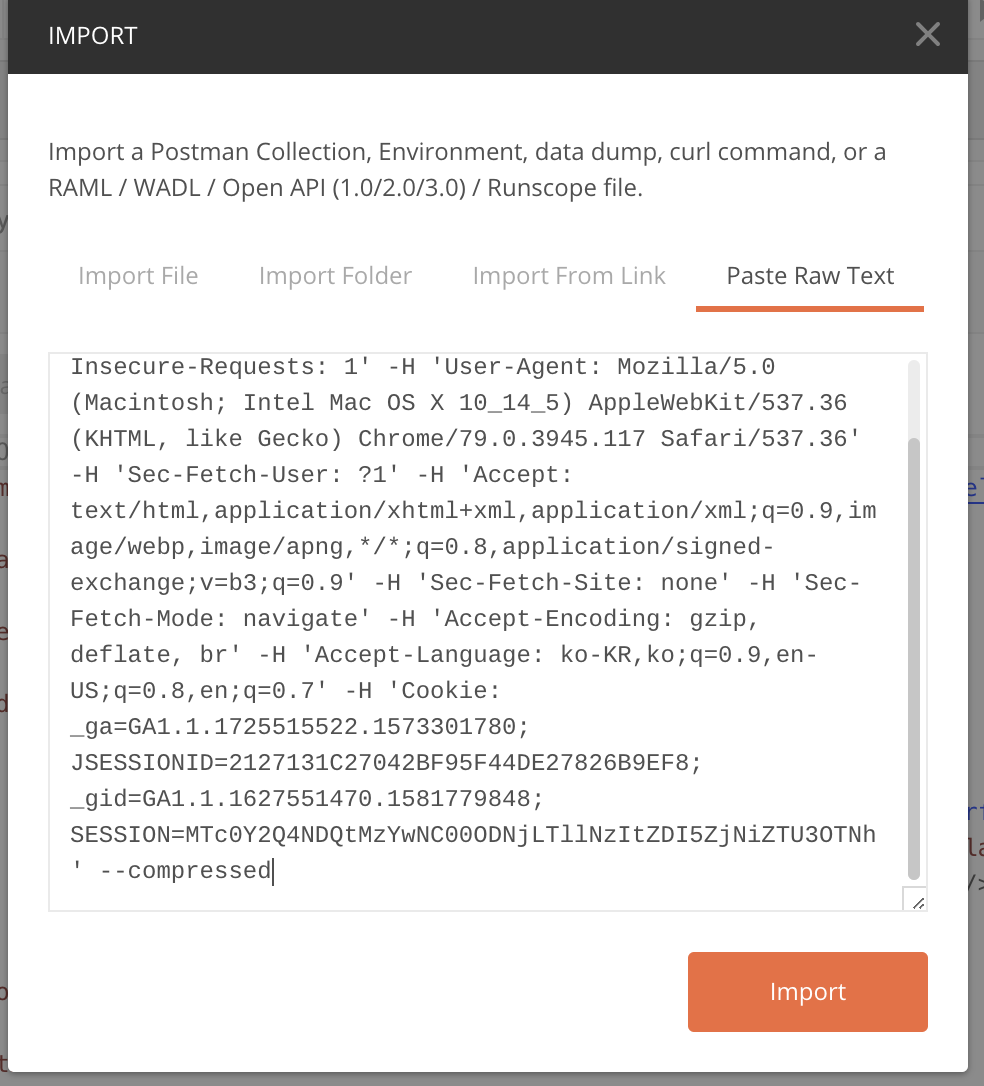 IMPORT
Import a Postman Collection, Environment, data dump, curl command, or a
RAML / WADL / Open API (1.0/2.0/3.0) / Runscope file.
Import File Import Folder Import From Link Paste Raw Text
Insecure-Requests: 1' -H 'User-Agent: Mozilla/5.0
(Macintosh; Intel Mac OS X 10_14_5) AppleWebKit/537.36
(KHTML, like Gecko) Chrome/79.0.3945.117 Safari/537.36'
-H 'Sec-Fetch-User: ?1' -H 'Accept:
text/html,application/xhtml+xml,application/xml;q=0.9,im
age/webp,image/apng,*/*;q=0.8,application/signed-
exchange;v=b3;q=0.9' -H 'Sec-Fetch-Site: none' -H 'Sec-
Fetch-Mode: navigate' -H 'Accept-Encoding: gzip,
deflate, br' -H 'Accept-Language: ko-KR,ko;q=0.9,en-
US;q=0.8,en;q=0.7' -H 'Cookie:
_ga=GA1.1.1725515522.1573301780;
JSESSIONID=2127131C27042BF95F44DE27826B9EF8;
_gid=GA1.1.1627551470.1581779848;
SESSION=MTc0Y2Q4NDQtMzYwNC00ODNjLTllNzItZDI5ZjNiZTU3OTNh
' --compressed
Import